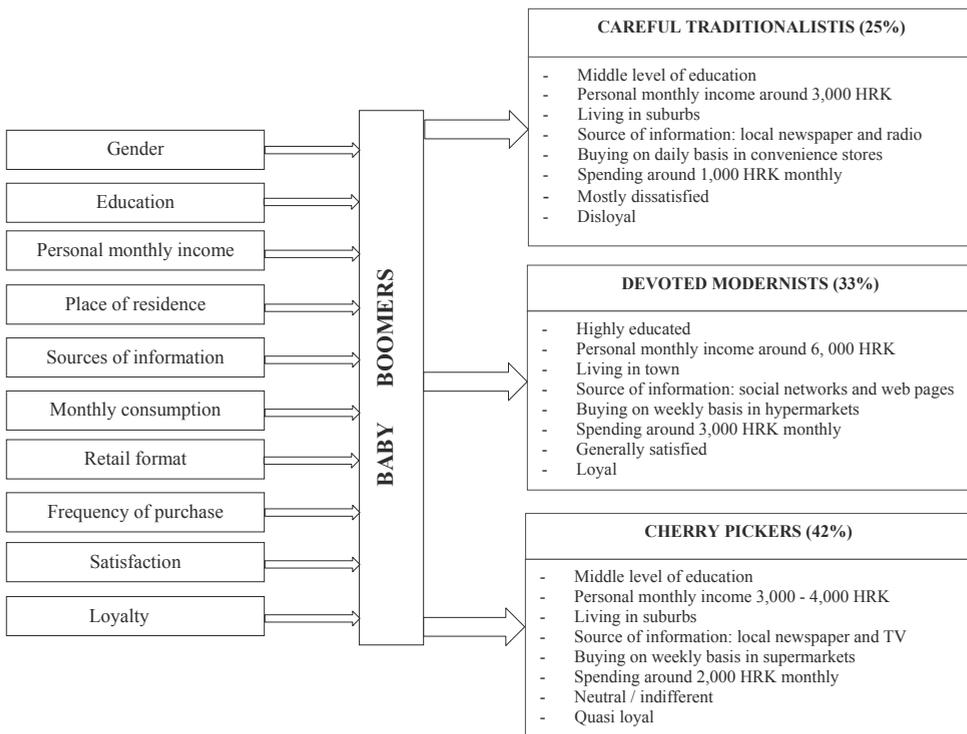 Gender
Education
Personal monthly income
Place of residence
Sources of information
Monthly consumption
Retail format
Frequency of purchase
Satisfaction
Loyalty
BABY BOOMERS
CAREFUL TRADITIONALISTIS (25%)
- Middle level of education
- Personal monthly income around 3,000 HRK
- Living in suburbs
- Source of information: local newspaper and radio
- Buying on daily basis in convenience stores
- Spending around 1,000 HRK monthly
- Mostly dissatisfied
- Disloyal
DEVOTED MODERNISTS (33%)
- Highly educated
- Personal monthly income around 6, 000 HRK
- Living in town
- Source of information: social networks and web pages
- Buying on weekly basis in hypermarkets
- Spending around 3,000 HRK monthly
- Generally satisfied
- Loyal
CHERRY PICKERS (42%)
- Middle level of education
- Personal monthly income 3,000 - 4,000 HRK
- Living in suburbs
- Source of information: local newspaper and TV
- Buying on weekly basis in supermarkets
- Spending around 2,000 HRK monthly
- Neutral / indifferent
- Quasi loyal